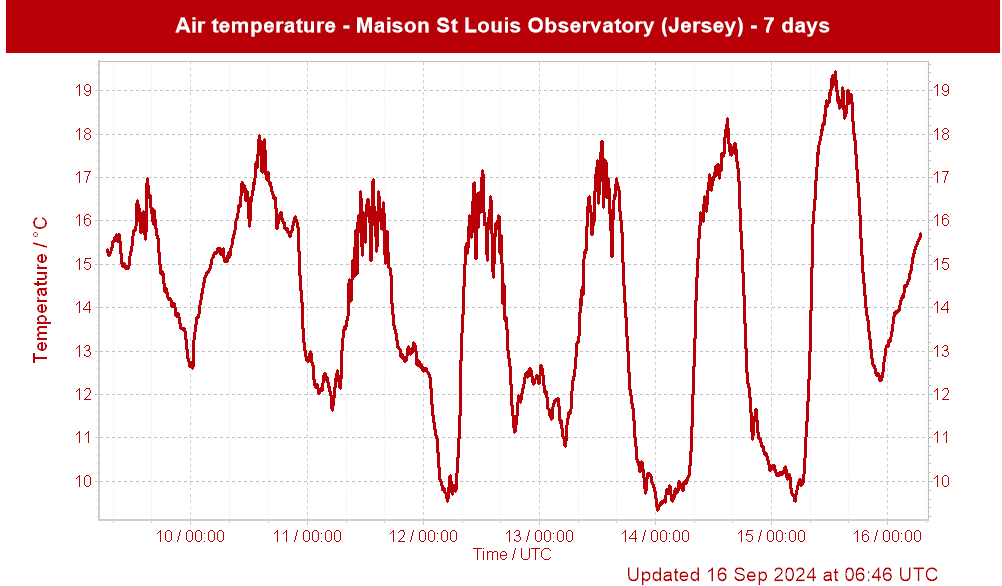 Air temperature - Maison St Louis Observatory (Jersey) - 7 days
19 19
18 18
17 17
16 16
15 15
14 14
13 13
12 12
11 11
10 10
Temperature / °C
10 / 00:00 11 / 00:00 12 / 00:00 13 / 00:00 14 / 00:00 15 / 00:00 16 / 00:00
Time / UTC
Updated 16 Sep 2024 at 06:46 UTC